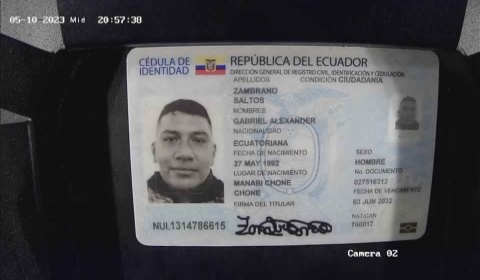 05-10-2023 Mié 20:57:38
CÉDULA DE IDENTIDAD
REPÚBLICA DEL ECUADOR
DIRECCIÓN GENERAL DE REGISTRO CIVIL, IDENTIFICACIÓN Y CEDULACIÓN
APELLIDOS CONDICIÓN CIUDADANÍA
ZAMBRANO
SALTOS
NOMBRES
GABRIEL ALEXANDER
NACIONALIDAD
ECUATORIANA
FECHA DE NACIMIENTO SEXO
27 MAY 1992 HOMBRE
LUGAR DE NACIMIENTO No. DOCUMENTO
MANABI CHONE
CHONE FECHA DE VENCIMIENTO
FIRMA DEL TITULAR 03 JUN 2032
NAT/CAN
NUI.1314786615 760017
Camera 02